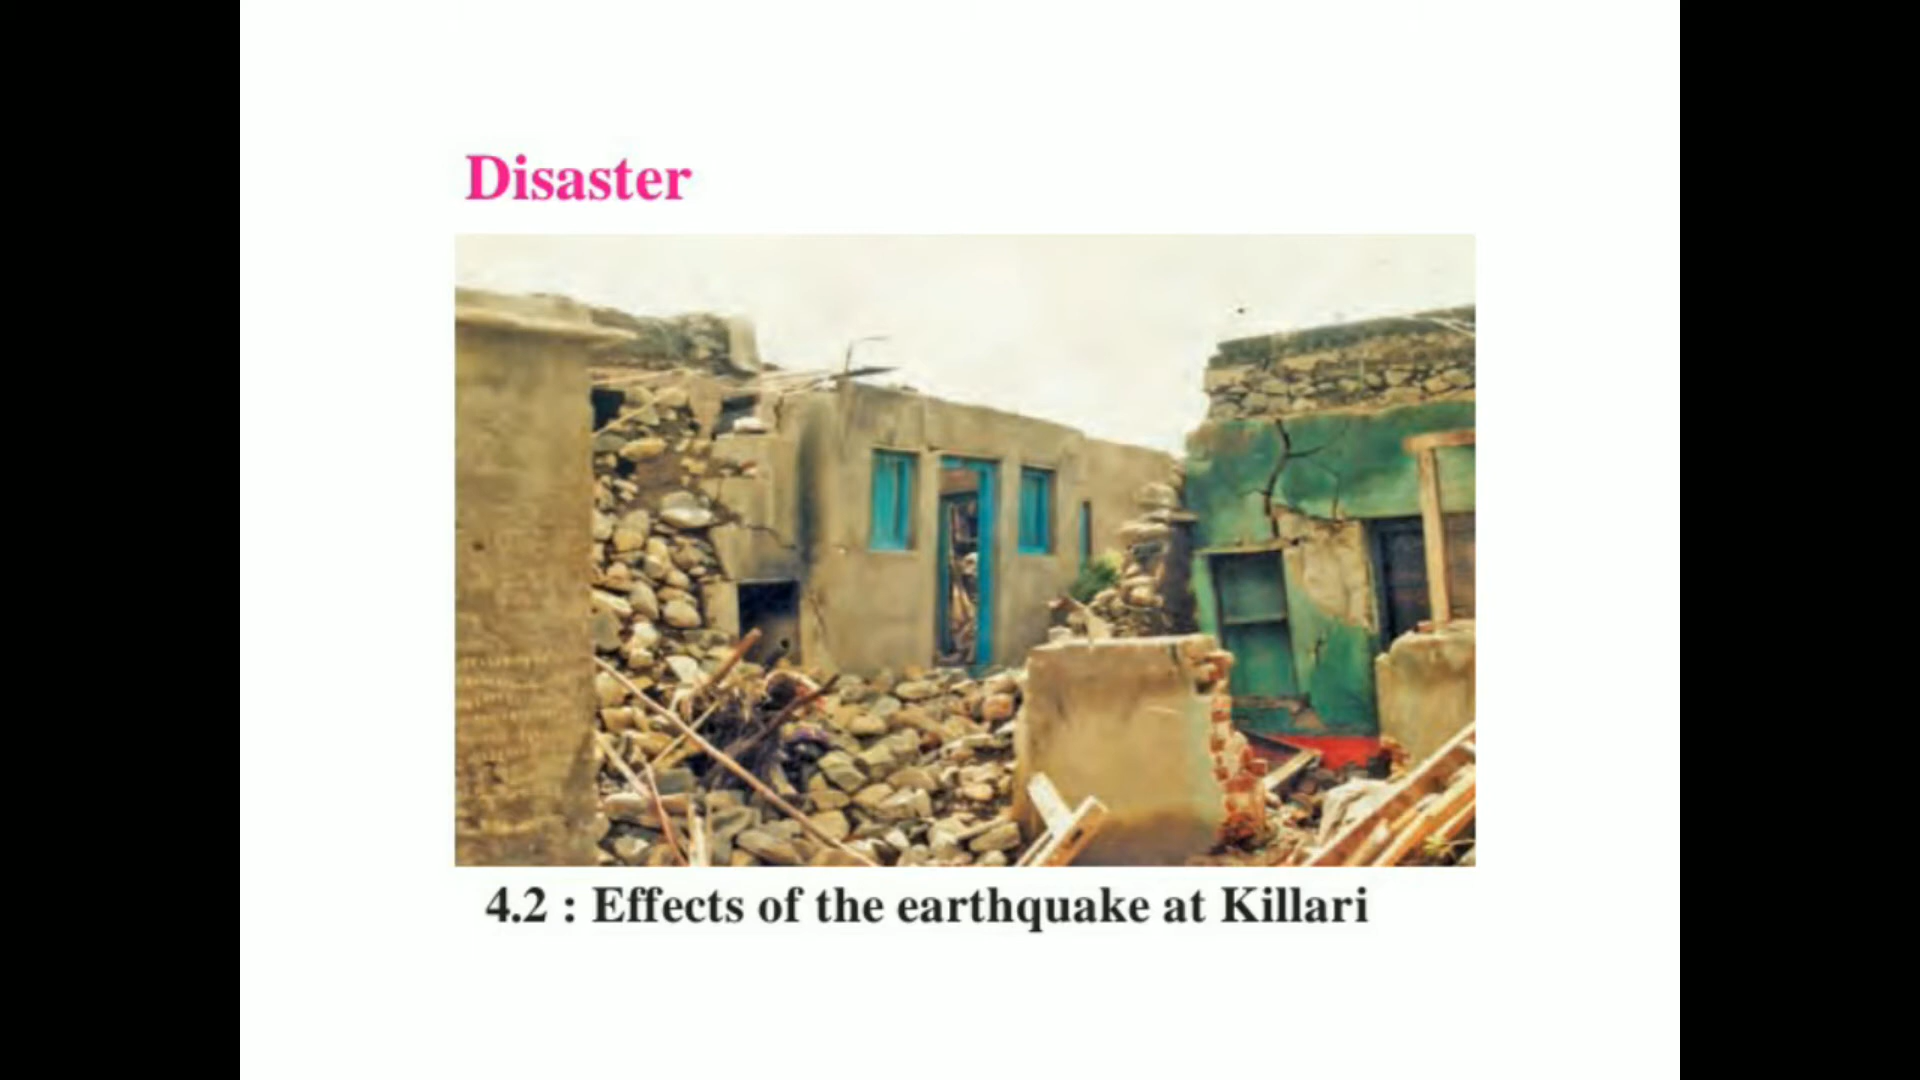 Disaster
4.2 : Effects of the earthquake at Killari